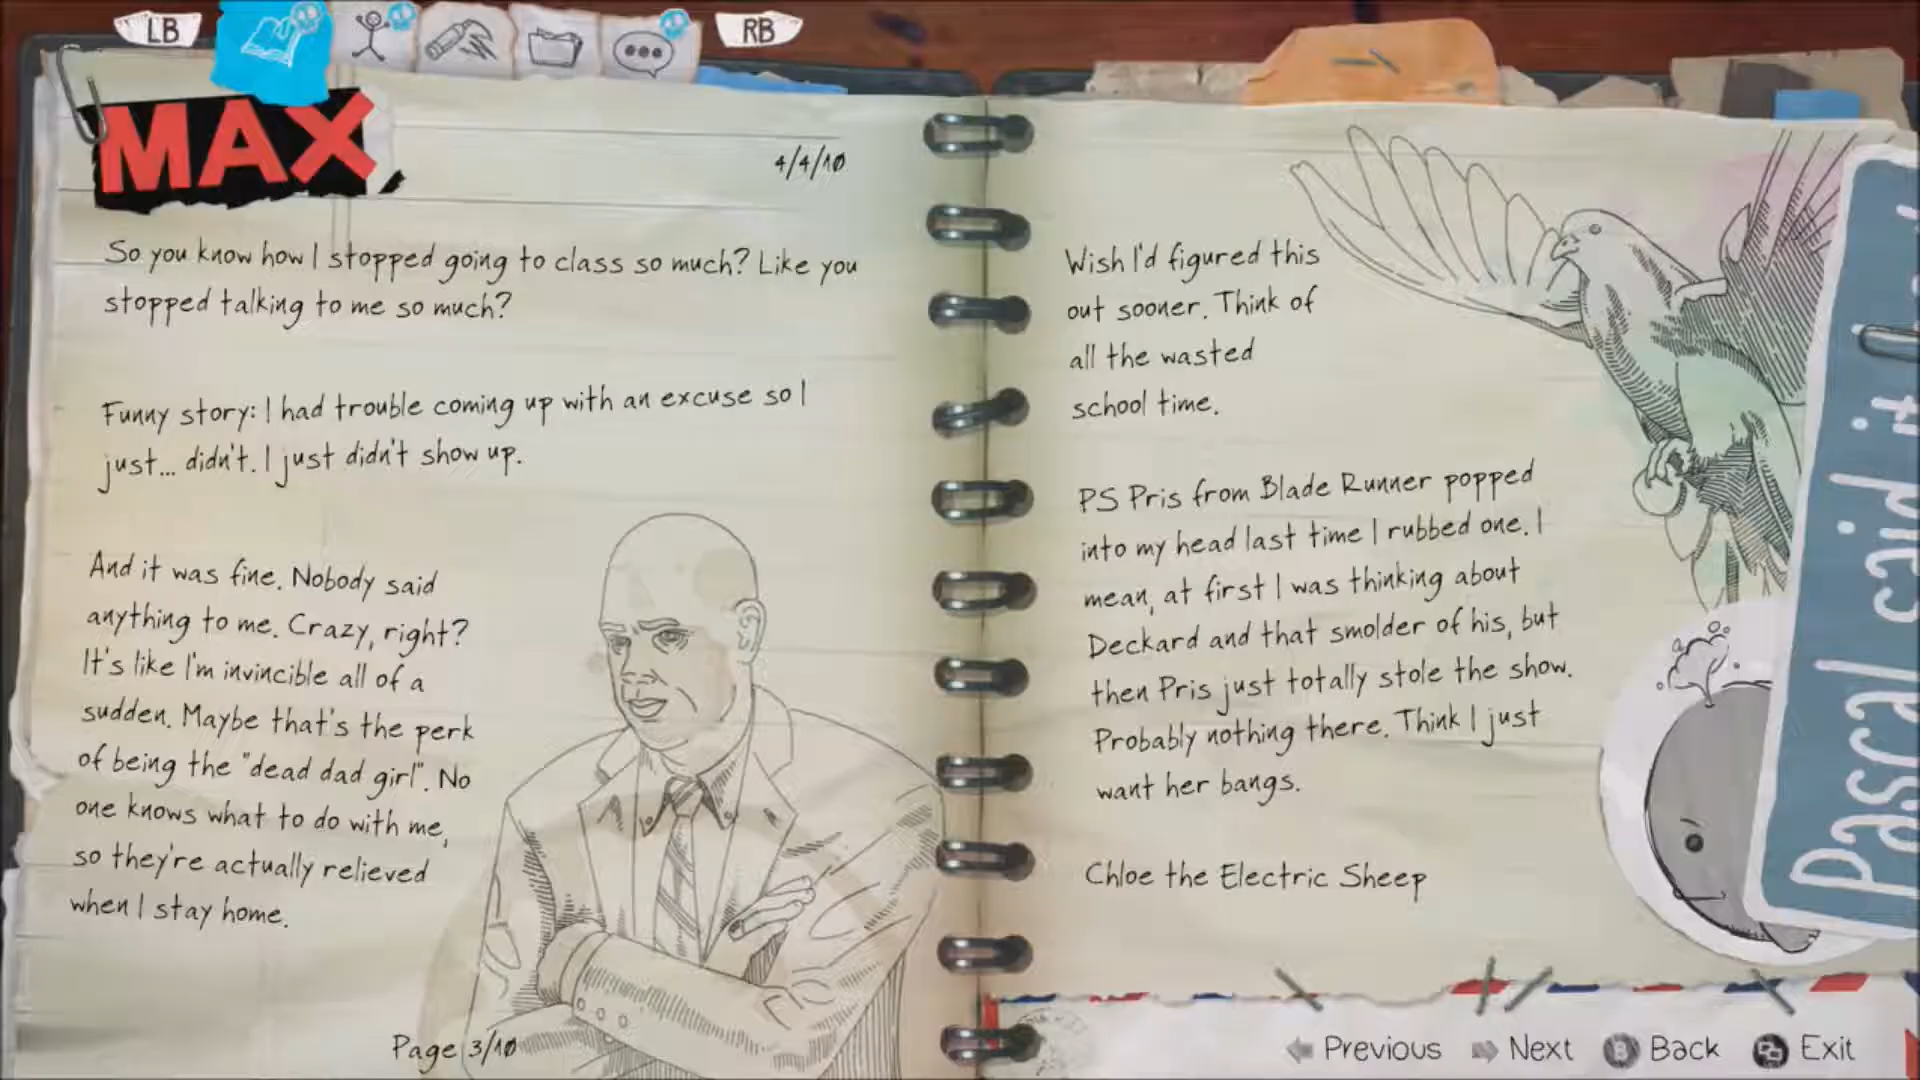 LB
RB
MAX
4/4/10
So you know how I stopped going to class so much? Like you
stopped talking to me so much?
Funny story: I had trouble coming up with an excuse so I
just... didn't. I just didn't show up.
And it was fine. Nobody said
anything to me. Crazy, right?
It's like I'm invincible all of a
sudden. Maybe that's the perk
of being the "dead dad girl". No
one knows what to do with me,
so they're actually relieved
when I stay home.
Page 3/10
Wish I'd figured this
out sooner. Think of
all the wasted
school time.
PS Pris from Blade Runner popped
into my head last time I rubbed one. I
mean, at first I was thinking about
Deckard and that smolder of his, but
then Pris just totally stole the show.
Probably nothing there. Think I just
want her bangs.
Chloe the Electric Sheep
Pascal said it
Previous
Next
B Back
Exit